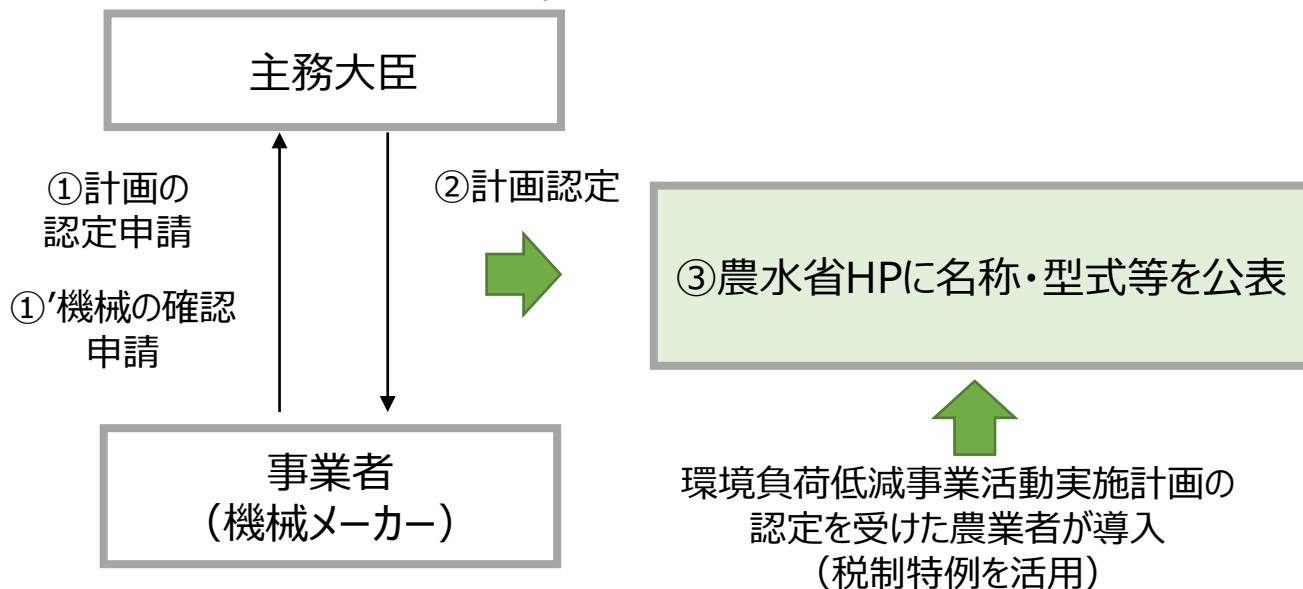 主務大臣
①計画の
認定申請
②計画認定
①’機械の確認
申請
③農水省HPに名称・型式等を公表
事業者
（機械メーカー）
環境負荷低減事業活動実施計画の
認定を受けた農業者が導入
（税制特例を活用）